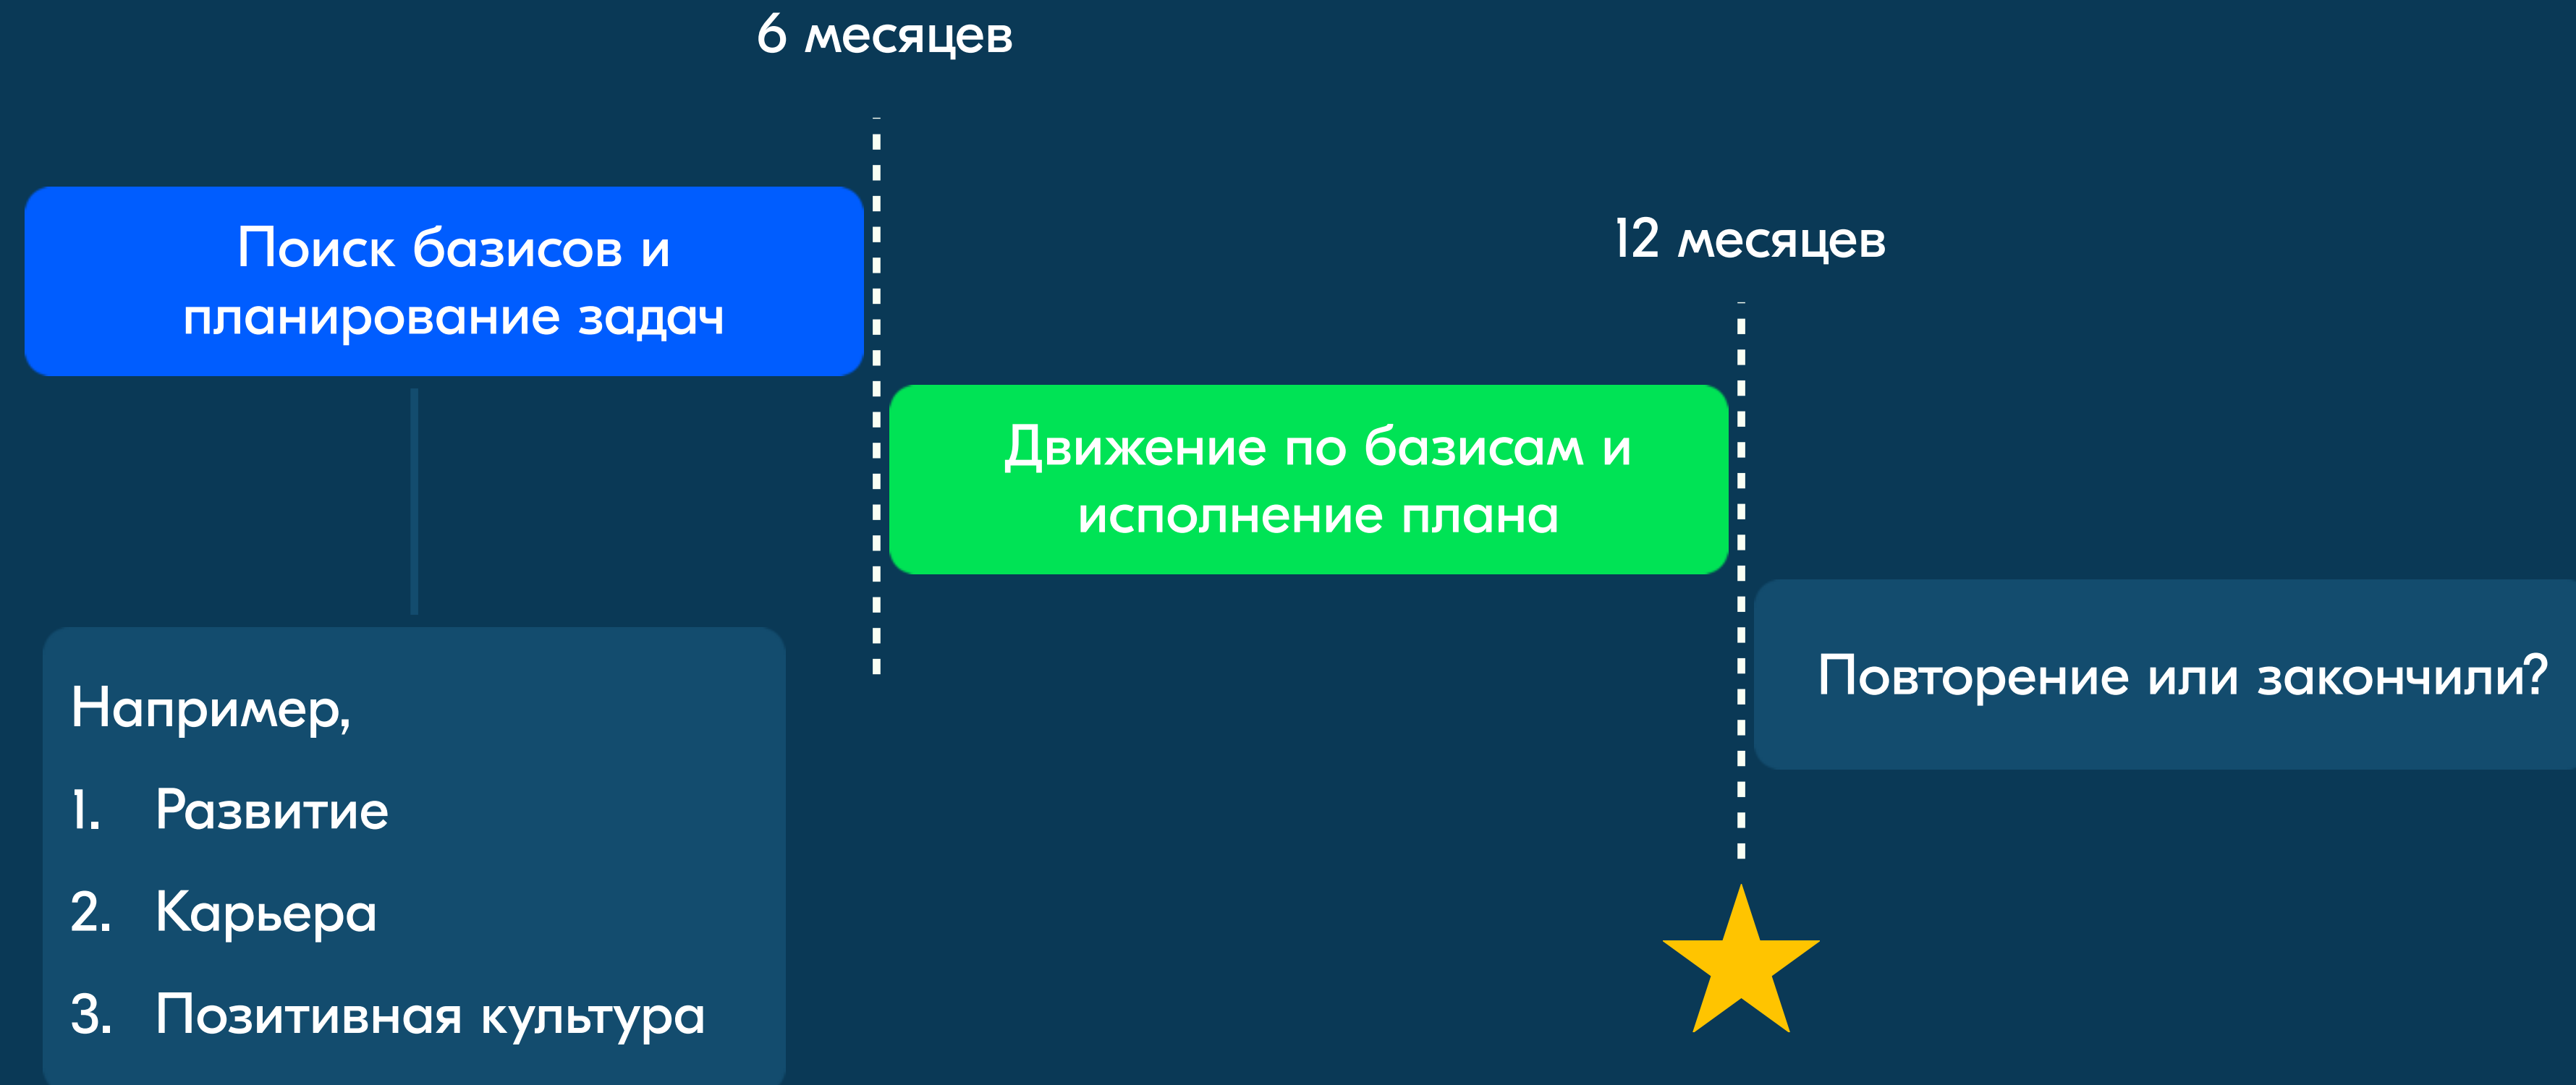 6 месяцев
Поиск базисов и
планирование задач
12 месяцев
Движение по базисам и
исполнение плана
Повторение или закончили?
Например,
1. Развитие
2. Карьера
3. Позитивная культура